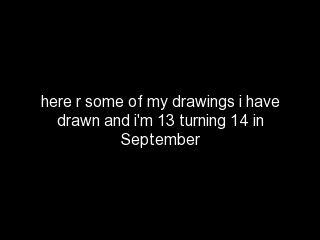 here r some of my drawings i have
drawn and i'm 13 turning 14 in
September